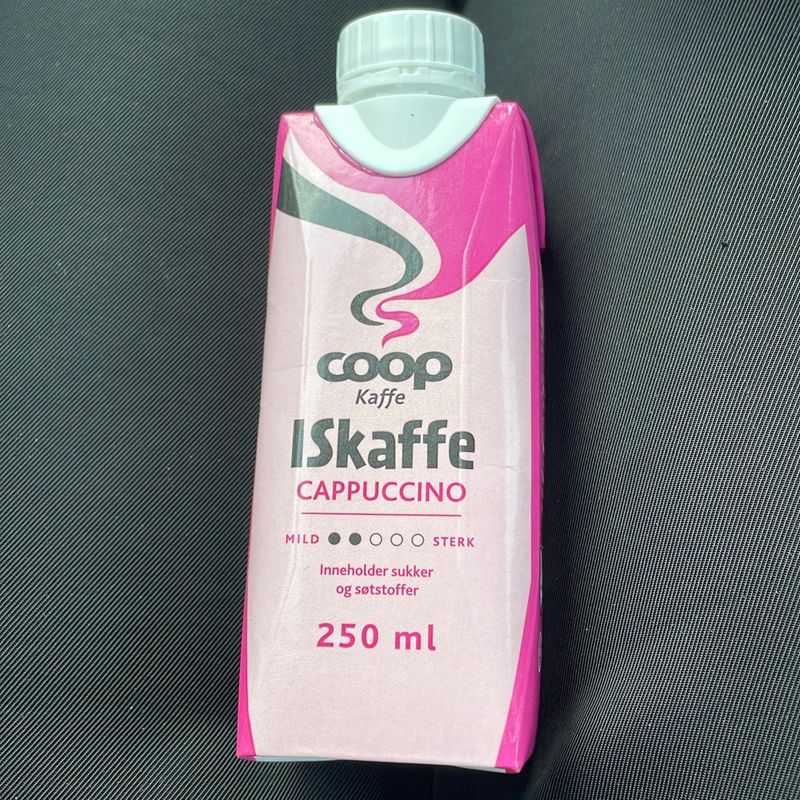 coop
Kaffe
ISkaffe
CAPPUCCINO
MILD STERK
Inneholder sukker
og søtstoffer
250 ml